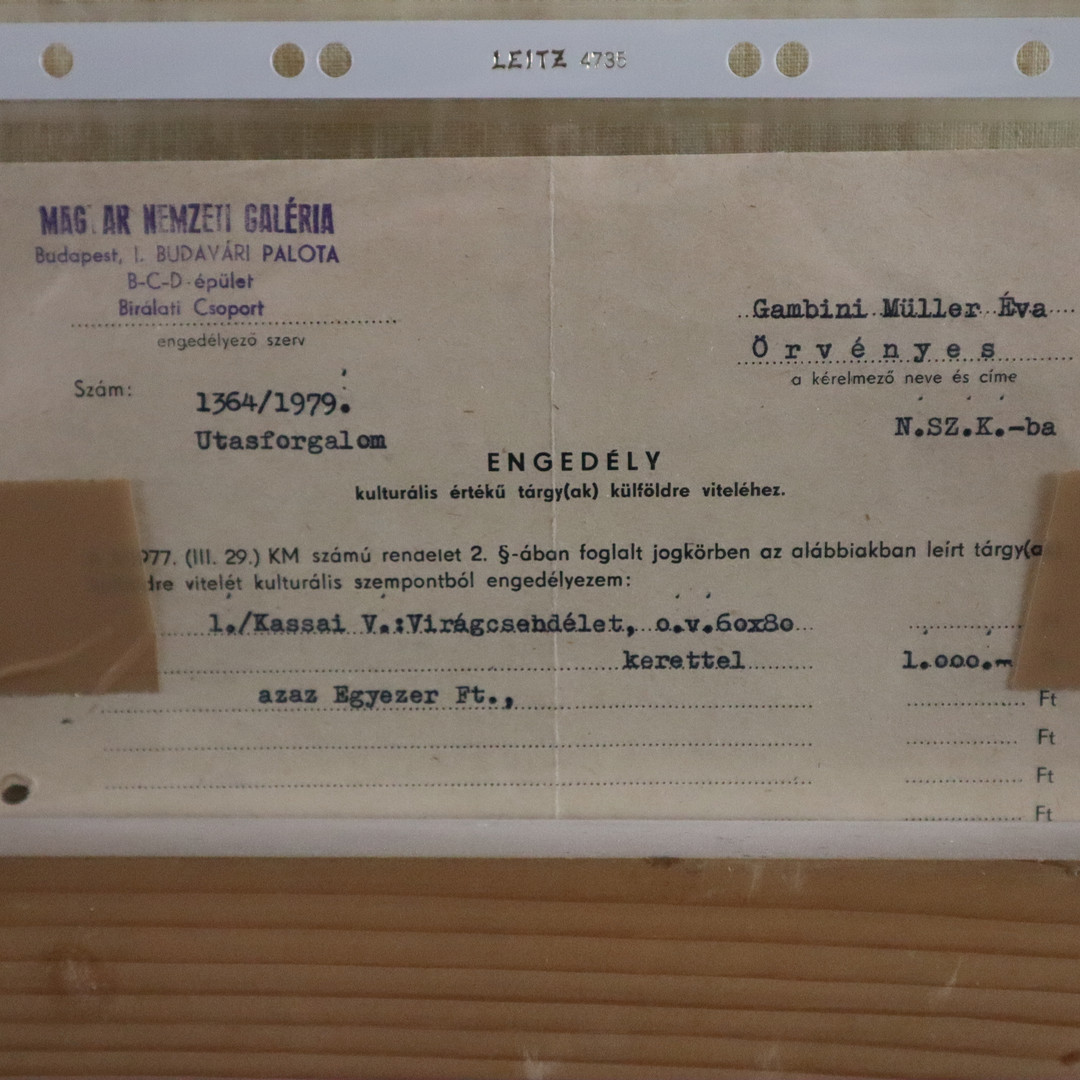 LEITZ 4735
MAG AR NEMZETI GALÉRIA
Budapest, I. BUDAVÁRI PALOTA
B-C-D-épület
Birálati Csoport
engedélyező szerv
Gambini Müller Éva
Örvényes
a kérelmező neve és címe
Szám:
1364/1979.
Utasforgalom
N.SZ.K.-ba
ENGEDÉLY
kulturális értékű tárgy(ak) külföldre viteléhez.
977. (III. 29.) KM számú rendelet 2. §-ában foglalt jogkörben az alábbiakban leírt tárgy(a
dre vitelét kulturális szempontból engedélyezem:
1./Kassai V.:Virágcsehdélet, o.v.60x80
kerettel 1.000.-
azaz Egyezer Ft., Ft
Ft
Ft
Ft